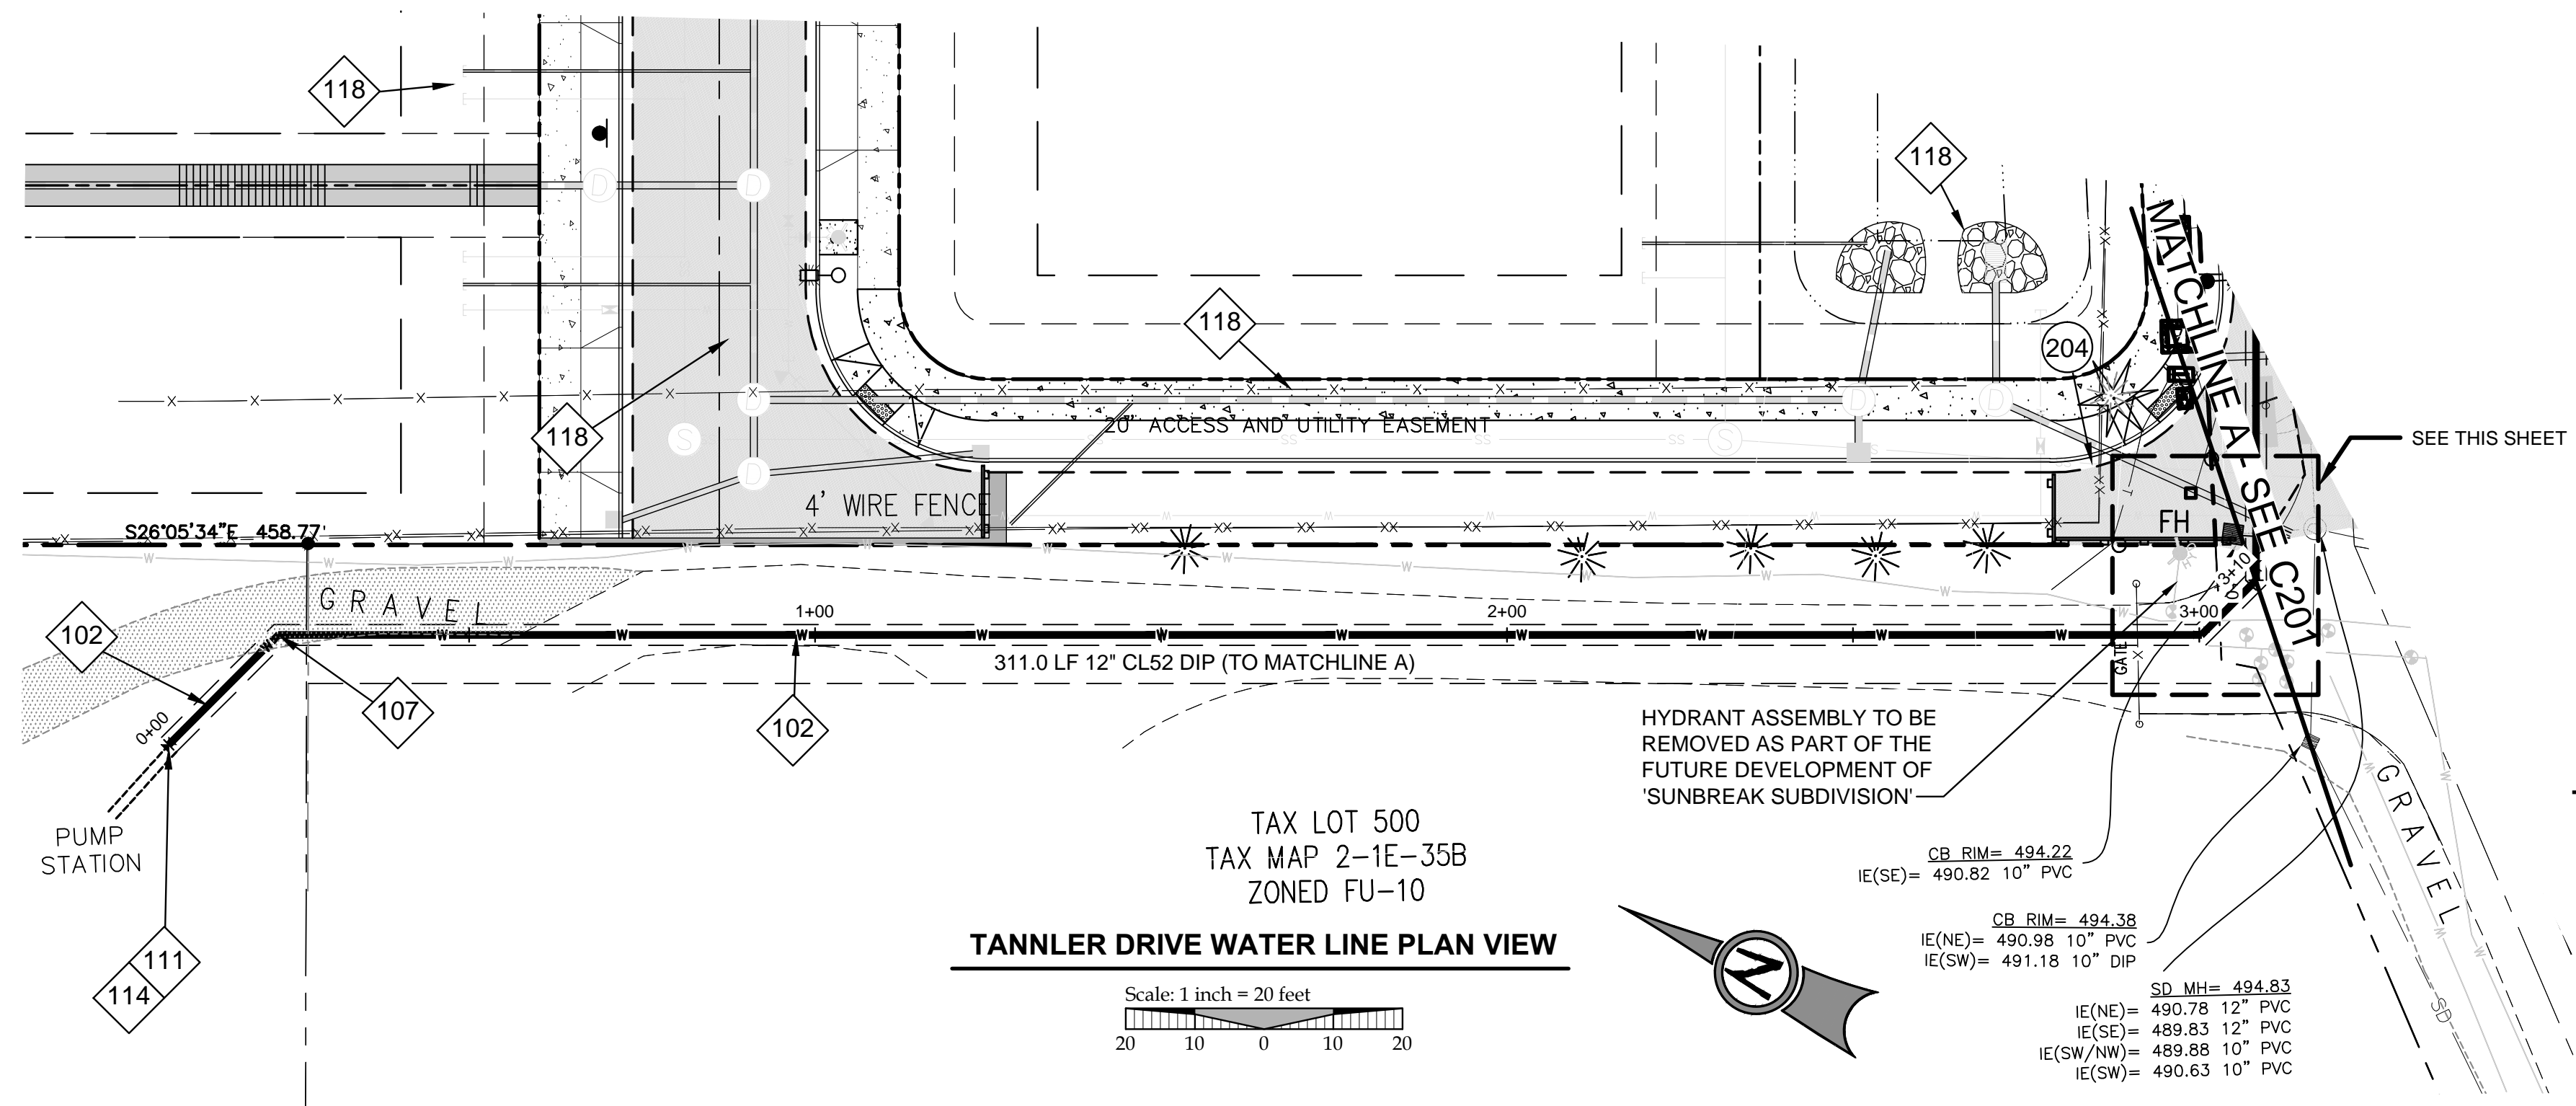 118
118
118
118
204
MATCHLINE A - SEE C201
SEE THIS SHEET
D
D
D
D
D
D
S
S
20' ACCESS AND UTILITY EASEMENT
SS
SS
SS
4' WIRE FENCE
FH
S26°05'34"E 458.77'
GRAVEL
1+00
2+00
3+00
3+10
102
107
102
0+00
311.0 LF 12" CL52 DIP (TO MATCHLINE A)
GATE
PUMP
STATION
111
114
HYDRANT ASSEMBLY TO BE
REMOVED AS PART OF THE
FUTURE DEVELOPMENT OF
'SUNBREAK SUBDIVISION'
GRAVEL
SD
TAX LOT 500
TAX MAP 2-1E-35B
ZONED FU-10
CB RIM= 494.22
IE(SE)= 490.82 10" PVC
CB RIM= 494.38
IE(NE)= 490.98 10" PVC
IE(SW)= 491.18 10" DIP
SD MH= 494.83
IE(NE)= 490.78 12" PVC
IE(SE)= 489.83 12" PVC
IE(SW/NW)= 489.88 10" PVC
IE(SW)= 490.63 10" PVC
TANNLER DRIVE WATER LINE PLAN VIEW
N
Scale: 1 inch = 20 feet
20 10 0 10 20